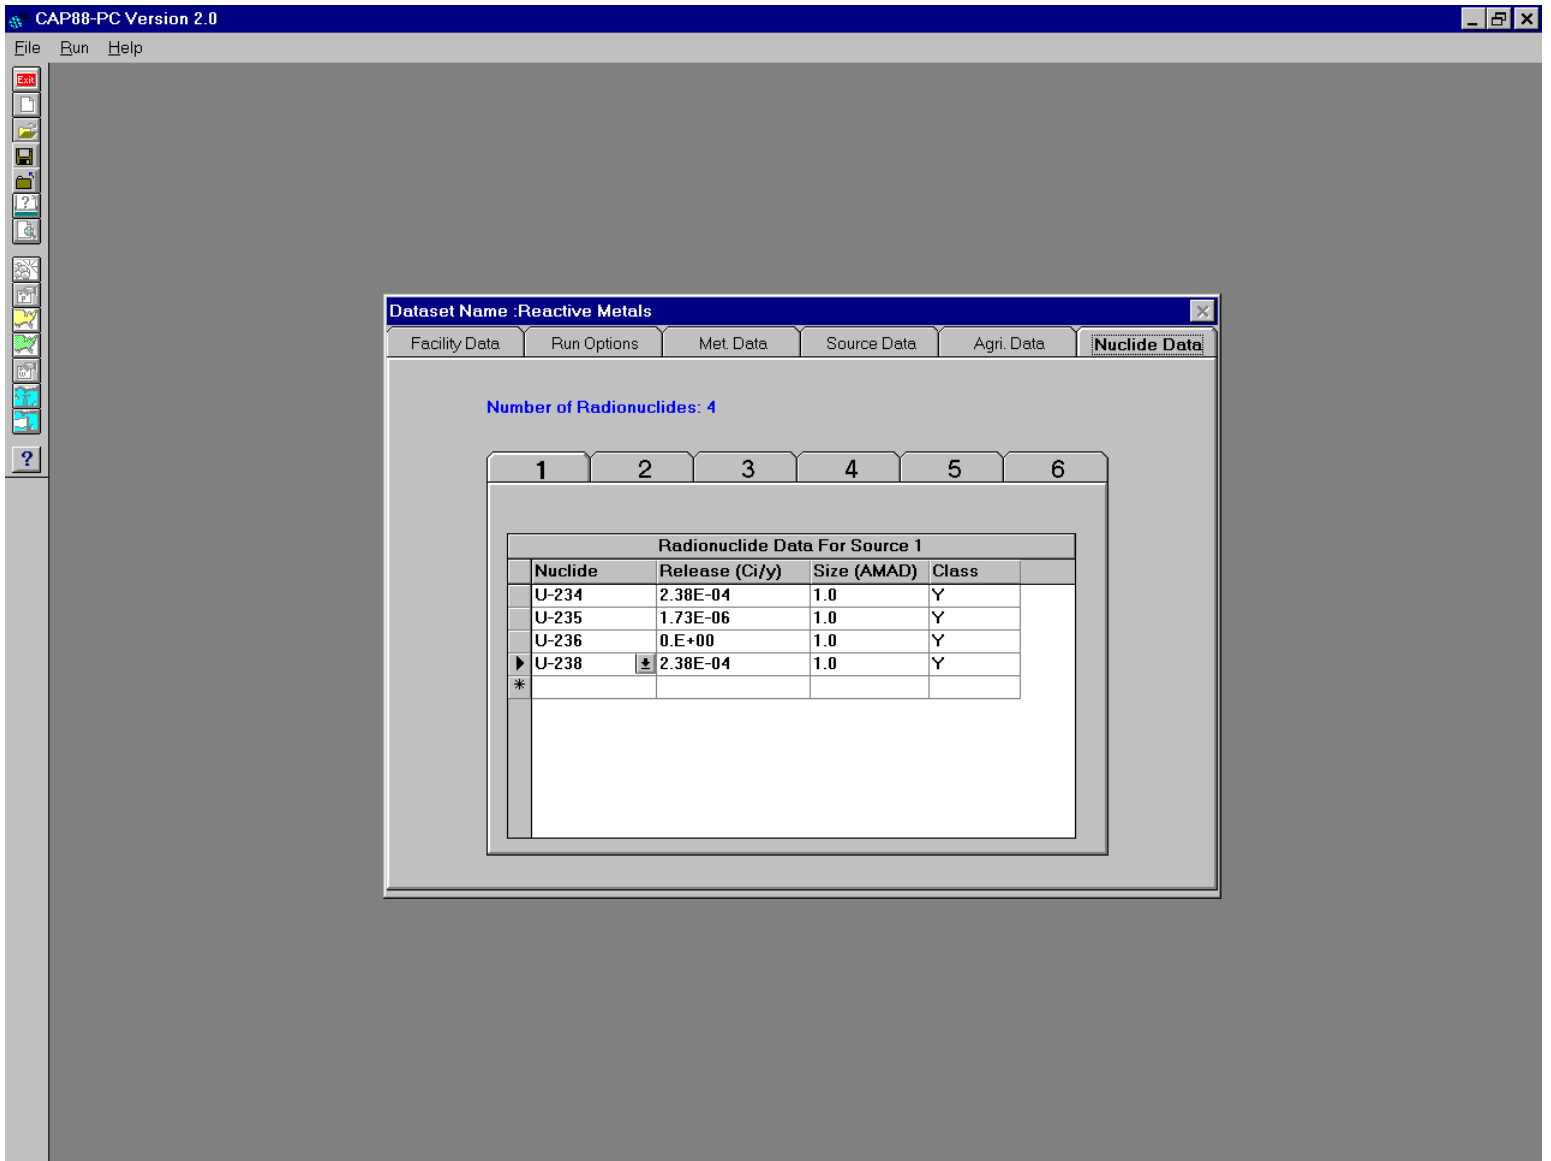 CAP88-PC Version 2.0
File Run Help
Exit
Dataset Name :Reactive Metals
Facility Data Run Options Met. Data Source Data Agri. Data Nuclide Data
Number of Radionuclides: 4
1 2 3 4 5 6
Radionuclide Data For Source 1
Nuclide Release (Ci/y) Size (AMAD) Class
U-234 2.38E-04 1.0 Y
U-235 1.73E-06 1.0 Y
U-236 0.E+00 1.0 Y
U-238 2.38E-04 1.0 Y
*
?
?